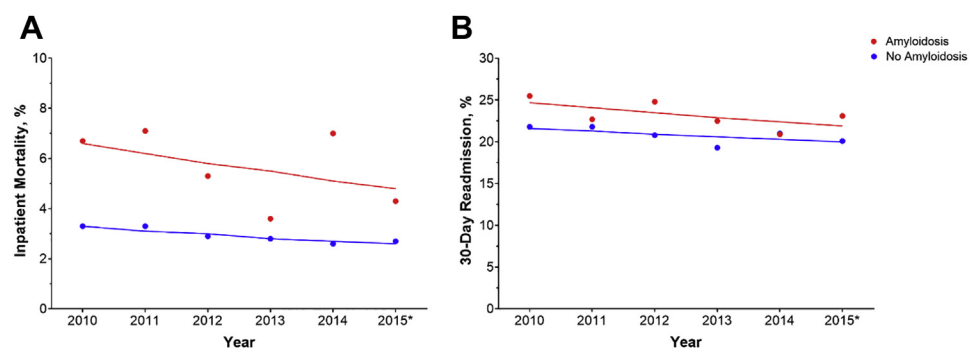 A
Inpatient Mortality, %
10
8
6
4
2
0
2010 2011 2012 2013 2014 2015*
Year
B
30-Day Readmission, %
30
25
20
15
10
5
0
2010 2011 2012 2013 2014 2015*
Year
Amyloidosis
No Amyloidosis